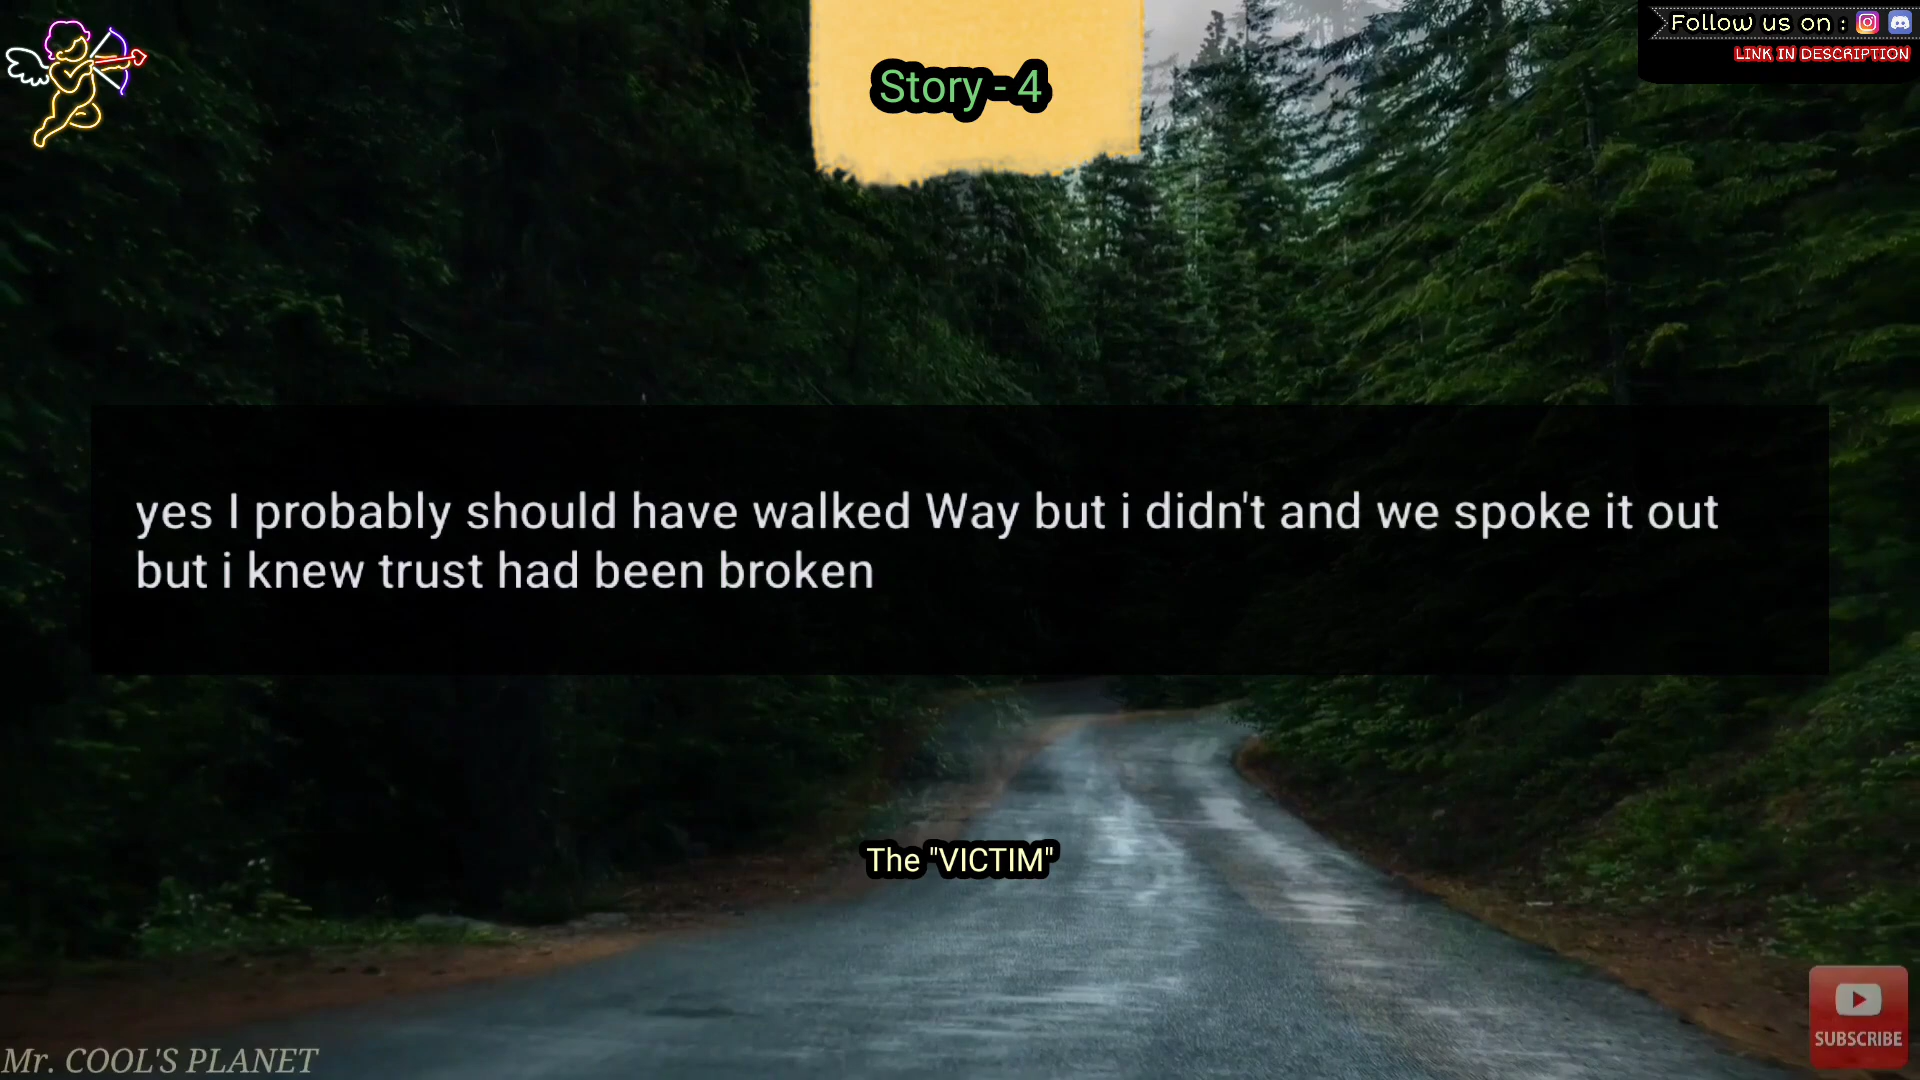 Follow us on :
LINK IN DESCRIPTION
Story - 4
yes I probably should have walked Way but i didn't and we spoke it out
but i knew trust had been broken
The "VICTIM"
SUBSCRIBE
Mr. COOL'S PLANET